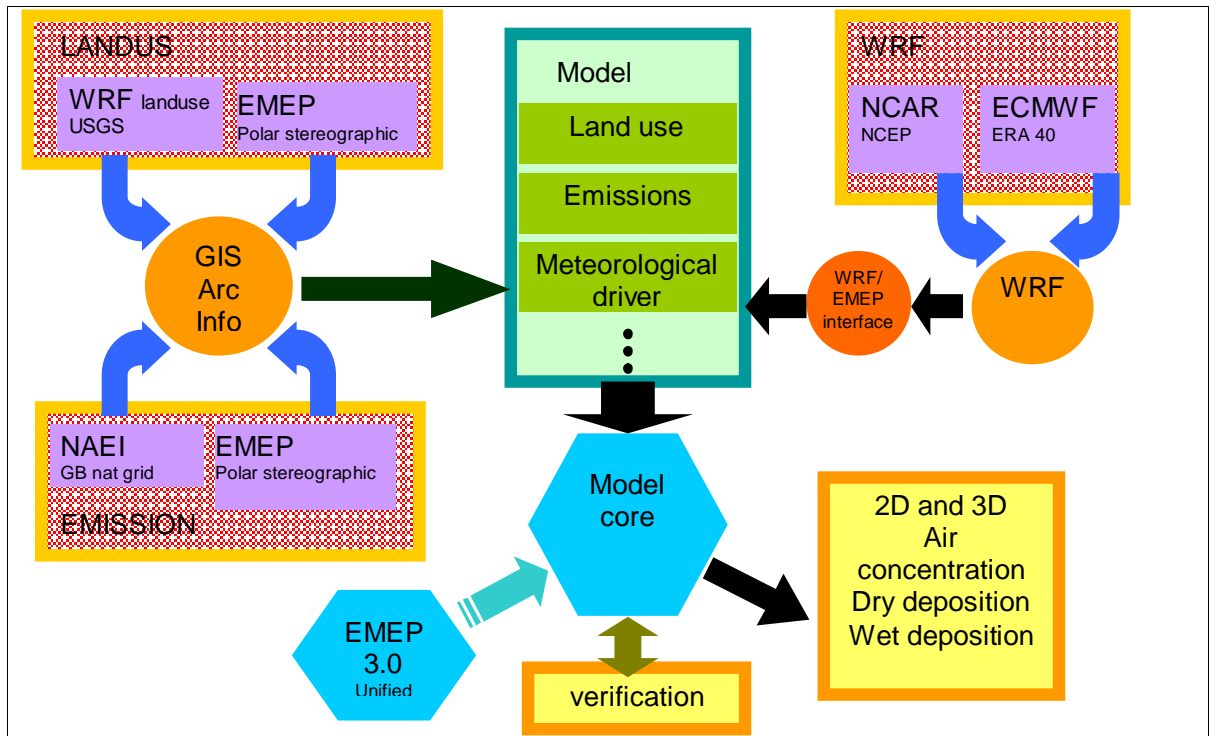 LANDUS
WRF landuse
USGS
EMEP
Polar stereographic
GIS
Arc
Info
NAEI
GB nat grid
EMEP
Polar stereographic
EMISSION
Model
Land use
Emissions
Meteorological
driver
WRF
NCAR
NCEP
ECMWF
ERA 40
WRF/
EMEP
interface
WRF
Model
core
EMEP
3.0
Unified
verification
2D and 3D
Air
concentration
Dry deposition
Wet deposition